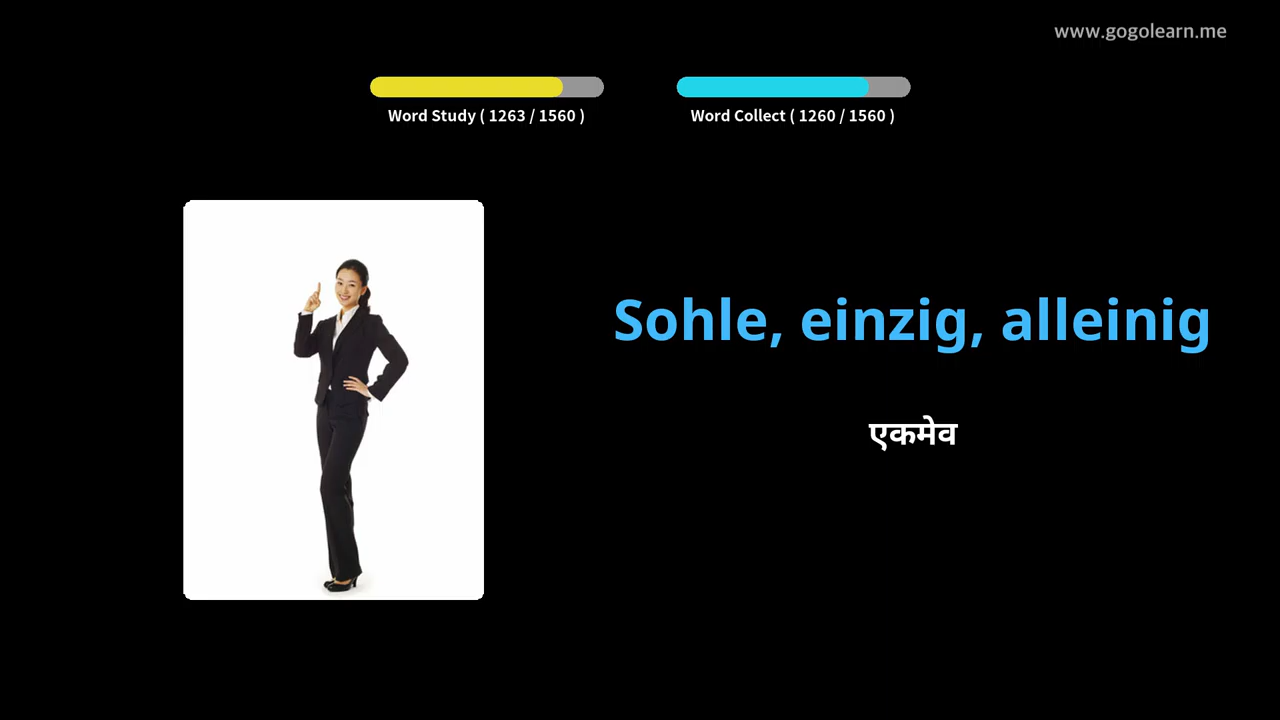 www.gogolearn.me
Word Study ( 1263 / 1560 )
Word Collect ( 1260 / 1560 )
Sohle, einzig, alleinig
एकमेव